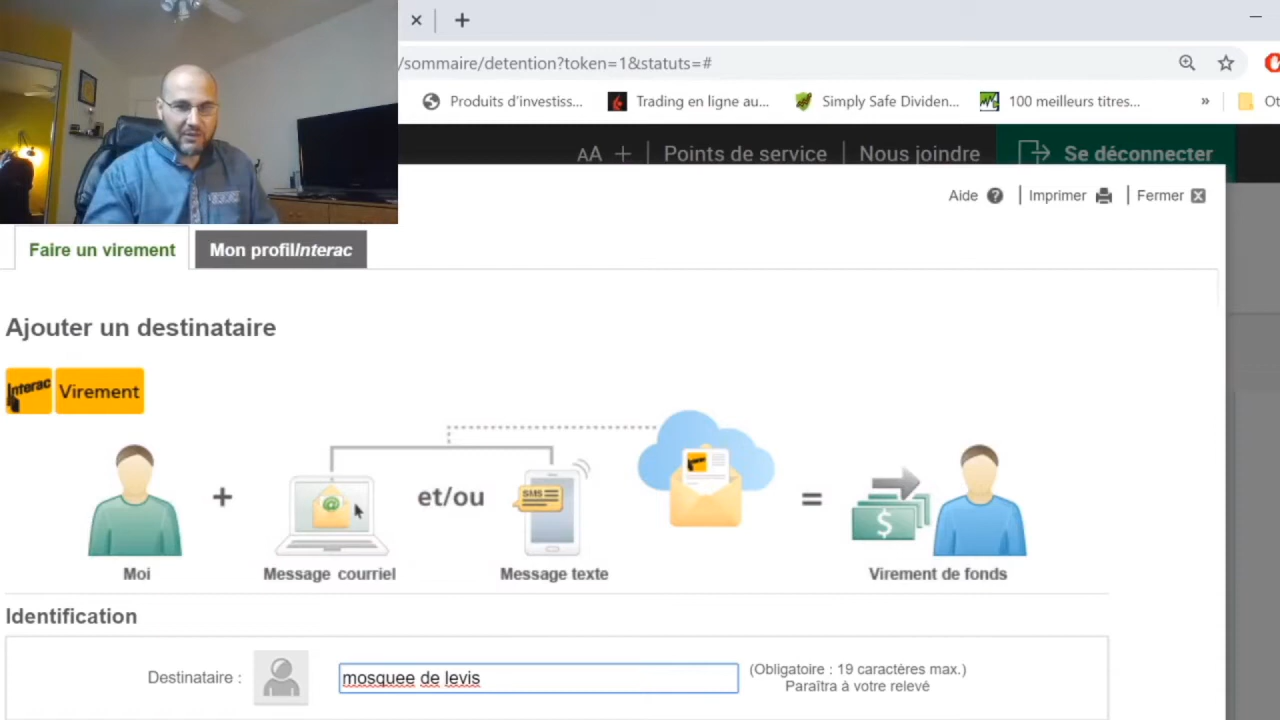 /sommaire/detention?token=1&statuts=#
Produits d'investiss... Trading en ligne au... Simply Safe Dividen... 100 meilleurs titres... » Ot
AA + | Points de service | Nous joindre Se déconnecter
Aide ? | Imprimer | Fermer
Faire un virement Mon profil Interac
Ajouter un destinataire
Interac Virement
+ @ et/ou SMS = $
Moi Message courriel Message texte Virement de fonds
Identification
Destinataire : mosquee de levis (Obligatoire : 19 caractères max.)
Paraîtra à votre relevé